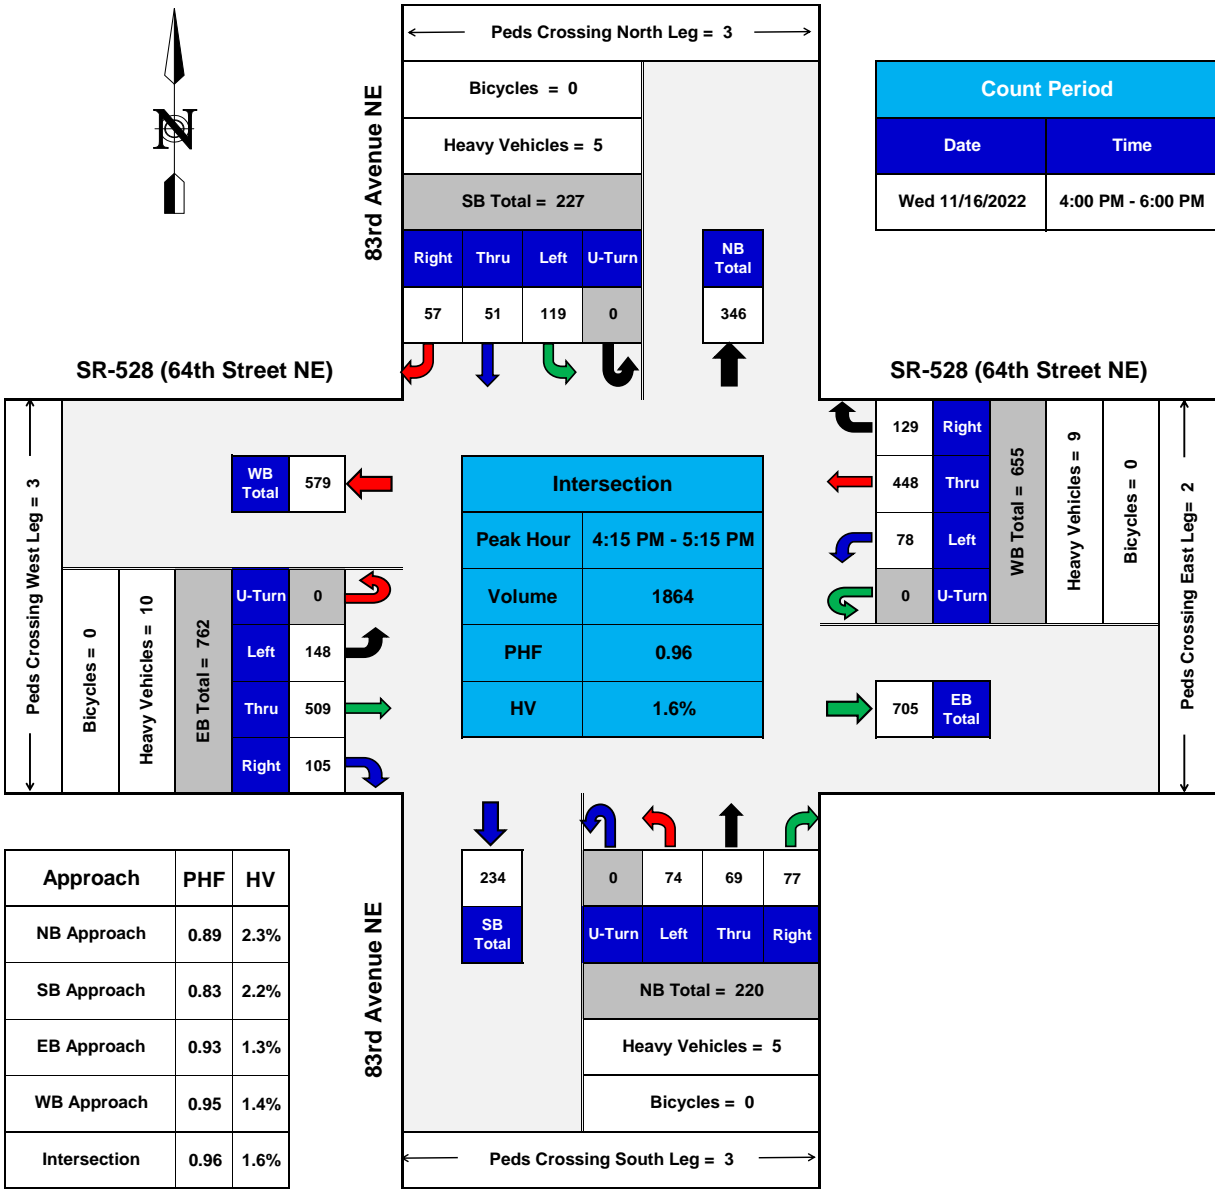 Peds Crossing North Leg = 3
N
83rd Avenue NE
Bicycles = 0
Heavy Vehicles = 5
SB Total = 227
Right Thru Left U-Turn
57 51 119 0
NB
Total
346
Count Period
Date Time
Wed 11/16/2022 4:00 PM - 6:00 PM
SR-528 (64th Street NE)
SR-528 (64th Street NE)
Peds Crossing West Leg = 3
WB
Total
579
Bicycles = 0
Heavy Vehicles = 10
EB Total = 762
U-Turn 0
Left 148
Thru 509
Right 105
Intersection
Peak Hour 4:15 PM - 5:15 PM
Volume 1864
PHF 0.96
HV 1.6%
129 Right
448 Thru
78 Left
0 U-Turn
WB Total = 655
Heavy Vehicles = 9
Bicycles = 0
Peds Crossing East Leg= 2
705
EB
Total
Approach PHF HV
NB Approach 0.89 2.3%
SB Approach 0.83 2.2%
EB Approach 0.93 1.3%
WB Approach 0.95 1.4%
Intersection 0.96 1.6%
83rd Avenue NE
234
SB
Total
0 74 69 77
U-Turn Left Thru Right
NB Total = 220
Heavy Vehicles = 5
Bicycles = 0
Peds Crossing South Leg = 3